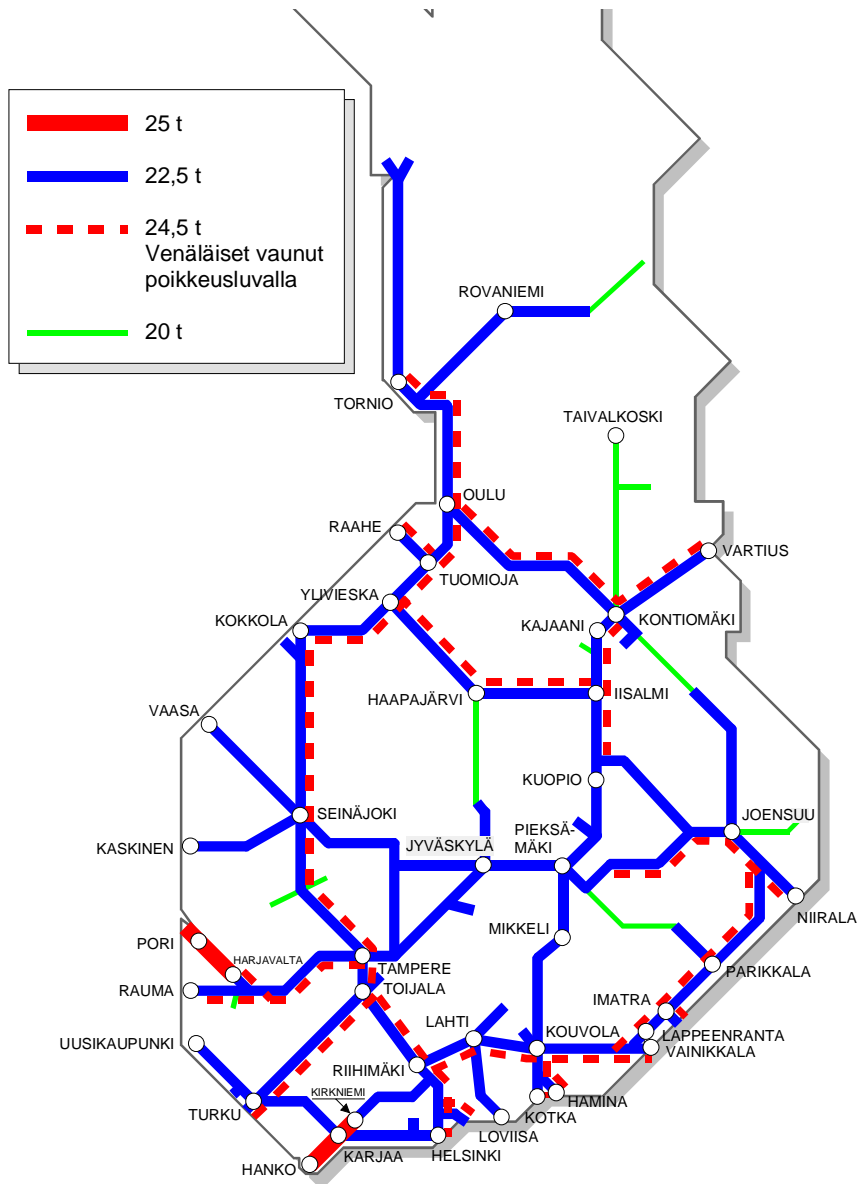 25 t
22,5 t
24,5 t
Venäläiset vaunut
poikkeusluvalla
20 t
ROVANIEMI
TORNIO
TAIVALKOSKI
OULU
RAAHE
VARTIUS
TUOMIOJA
YLIVIESKA
KOKKOLA
KAJAANI
KONTIOMÄKI
HAAPAJÄRVI
IISALMI
VAASA
KUOPIO
SEINÄJOKI
JOENSUU
PIEKSÄ-
MÄKI
KASKINEN
JYVÄSKYLÄ
NIIRALA
MIKKELI
PORI
HARJAVALTA
TAMPERE
PARIKKALA
RAUMA
TOIJALA
IMATRA
LAHTI
KOUVOLA
LAPPEENRANTA
UUSIKAUPUNKI
VAINIKKALA
RIIHIMÄKI
KIRKNIEMI
HAMINA
TURKU
KOTKA
LOVIISA
KARJAA
HELSINKI
HANKO